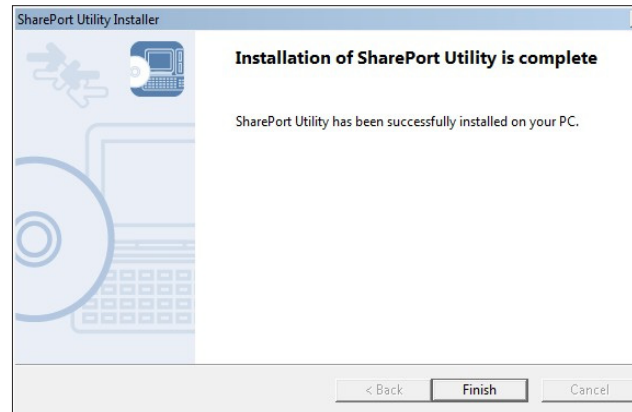 SharePort Utility Installer
Installation of SharePort Utility is complete
SharePort Utility has been successfully installed on your PC.
< Back
Finish
Cancel